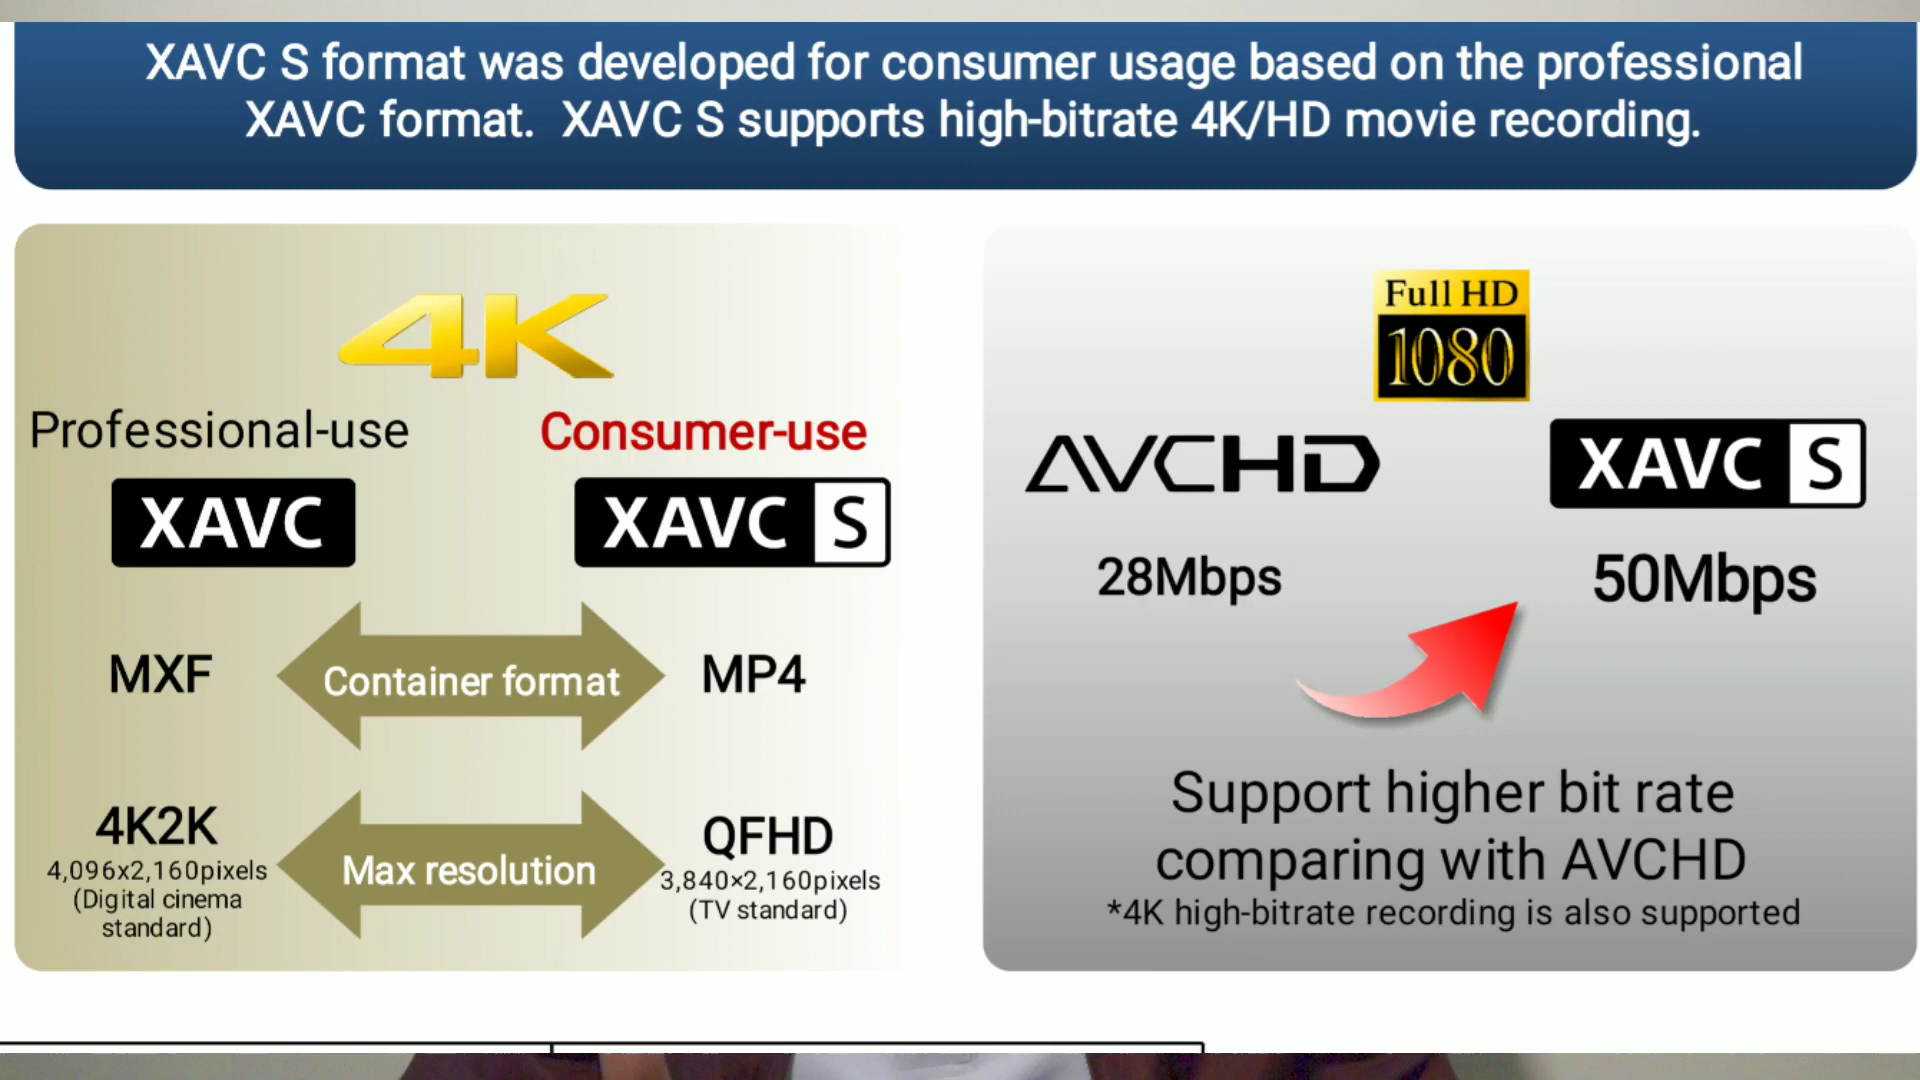 XAVC S format was developed for consumer usage based on the professional
XAVC format.  XAVC S supports high-bitrate 4K/HD movie recording.
4K
Professional-use
Consumer-use
XAVC
XAVC S
MXF
Container format
MP4
4K2K
4,096x2,160pixels
(Digital cinema
standard)
Max resolution
QFHD
3,840×2,160pixels
(TV standard)
Full HD
1080
AVCHD
XAVC S
28Mbps
50Mbps
Support higher bit rate
comparing with AVCHD
*4K high-bitrate recording is also supported